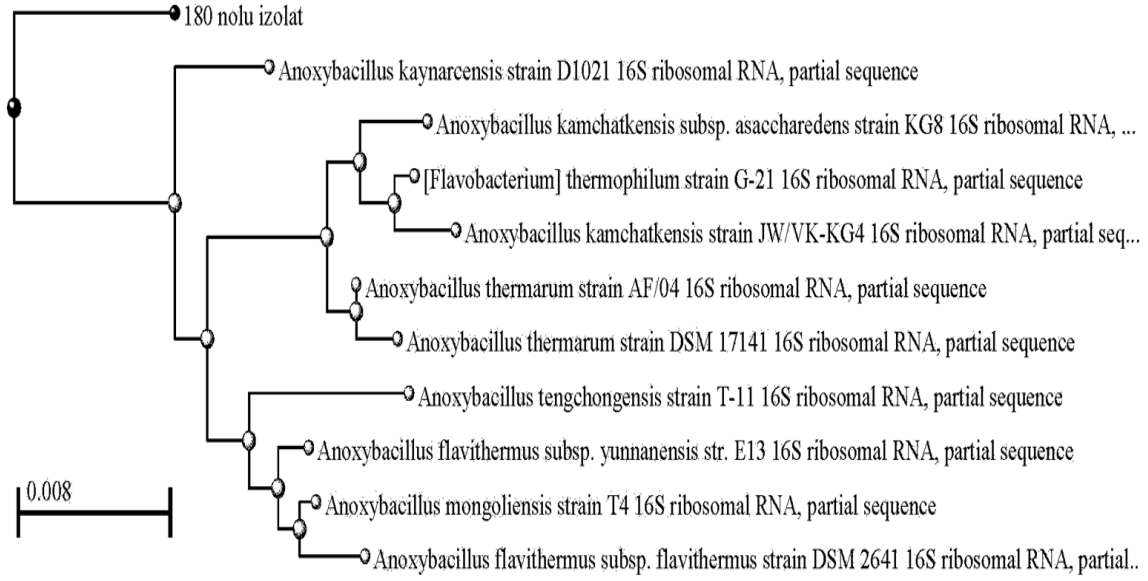 180 nolu izolat
Anoxybacillus kaynarcensis strain D1021 16S ribosomal RNA, partial sequence
Anoxybacillus kamchatkensis subsp. asaccharedens strain KG8 16S ribosomal RNA, ...
[Flavobacterium] thermophilum strain G-21 16S ribosomal RNA, partial sequence
Anoxybacillus kamchatkensis strain JW/VK-KG4 16S ribosomal RNA, partial seq...
Anoxybacillus thermarum strain AF/04 16S ribosomal RNA, partial sequence
Anoxybacillus thermarum strain DSM 17141 16S ribosomal RNA, partial sequence
Anoxybacillus tengchongensis strain T-11 16S ribosomal RNA, partial sequence
Anoxybacillus flavithermus subsp. yunnanensis str. E13 16S ribosomal RNA, partial sequence
0.008
Anoxybacillus mongoliensis strain T4 16S ribosomal RNA, partial sequence
Anoxybacillus flavithermus subsp. flavithermus strain DSM 2641 16S ribosomal RNA, partial..